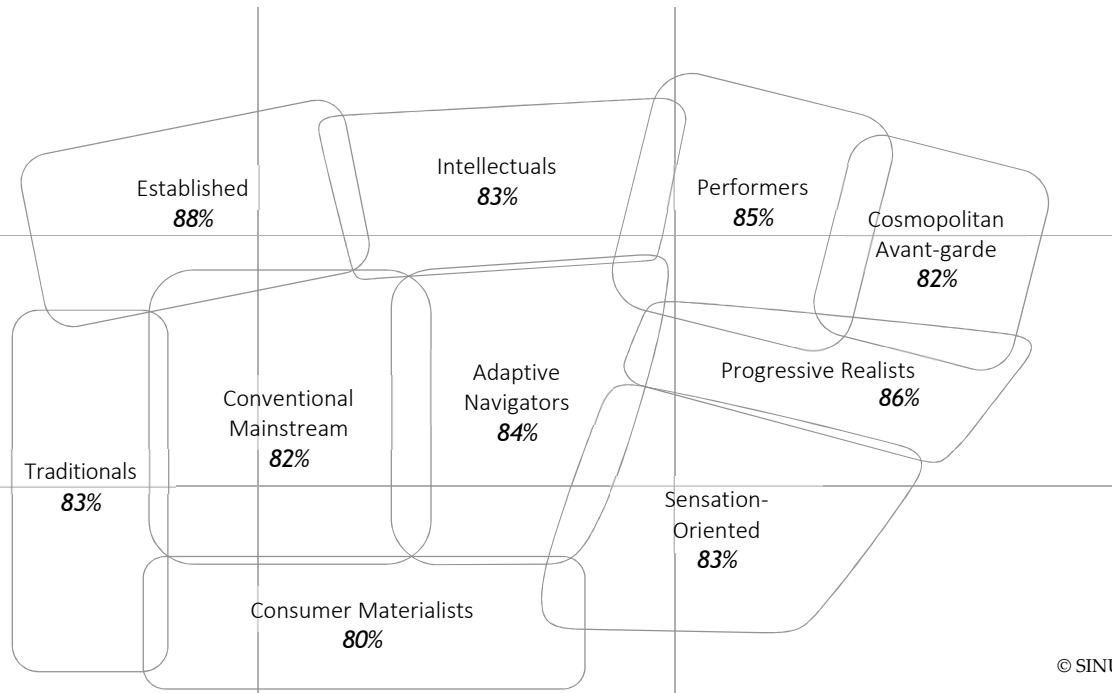 Established
88%
Intellectuals
83%
Performers
85%
Cosmopolitan
Avant-garde
82%
Progressive Realists
86%
Adaptive
Navigators
84%
Conventional
Mainstream
82%
Traditionals
83%
Sensation-
Oriented
83%
Consumer Materialists
80%
© SINU